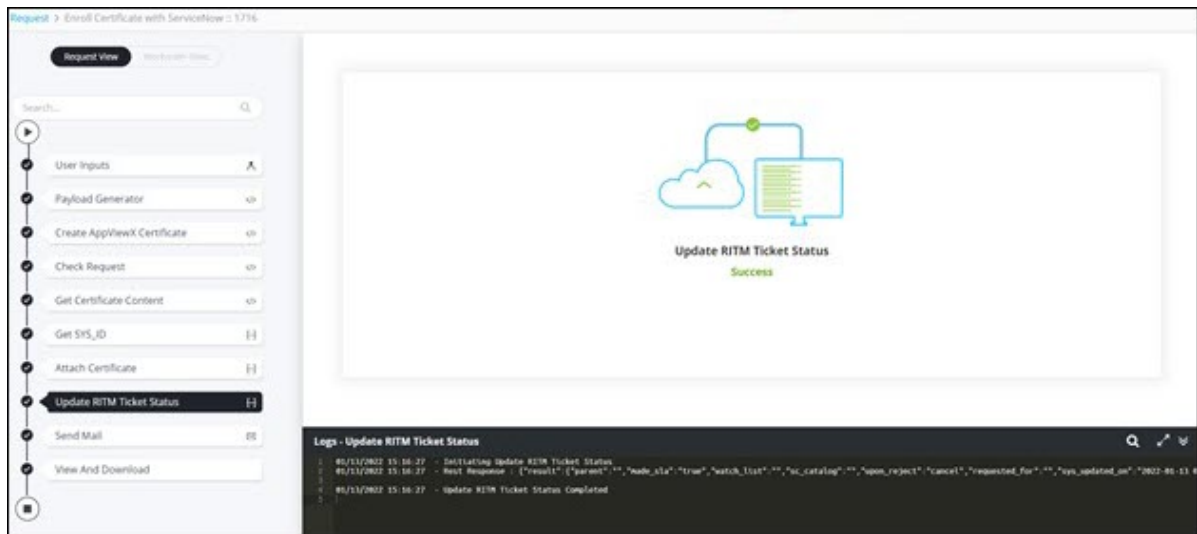 Request > Enroll Certificate with ServiceNow :: 1716
Request View
Search...
User Inputs
Payload Generator
Create AppViewX Certificate
Check Request
Get Certificate Content
Get SYS_ID
Attach Certificate
Update RITM Ticket Status
Send Mail
View And Download
Update RITM Ticket Status
Success
Logs - Update RITM Ticket Status
1 01/13/2022 15:16:27 - Initiating Update RITM Ticket Status
2 01/13/2022 15:16:27 - Rest Response : {"result":{"parent":"","made_sla":"true","watch_list":"","sc_catalog":"","upon_reject":"cancel","requested_for":"","sys_updated_on":"2022-01-13
4 01/13/2022 15:16:27 - Update RITM Ticket Status Completed